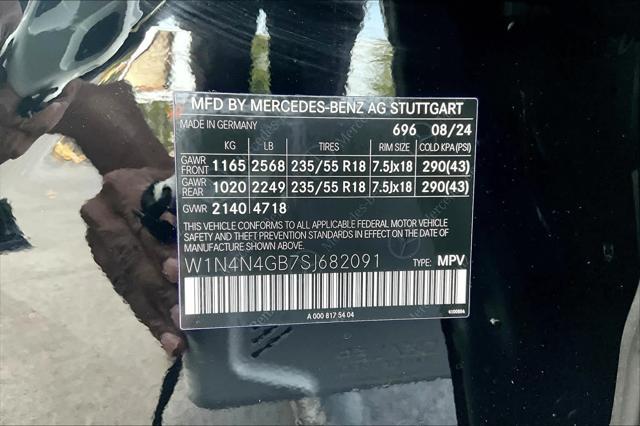 MFD BY MERCEDES-BENZ AG STUTTGART
MADE IN GERMANY 696 08/24
KG LB TIRES RIM SIZE COLD KPA(PSI)
GAWR FRONT 1165 2568 235/55 R18 7.5Jx18 290(43)
GAWR REAR 1020 2249 235/55 R18 7.5Jx18 290(43)
GVWR 2140 4718
THIS VEHICLE CONFORMS TO ALL APPLICABLE FEDERAL MOTOR VEHICLE
SAFETY STANDARDS IN EFFECT ON THE DATE OF
MANUFACTURE SHOWN ABOVE.
W1N4N4GB7SJ682091 TYPE: MPV
A 000 817 54 04